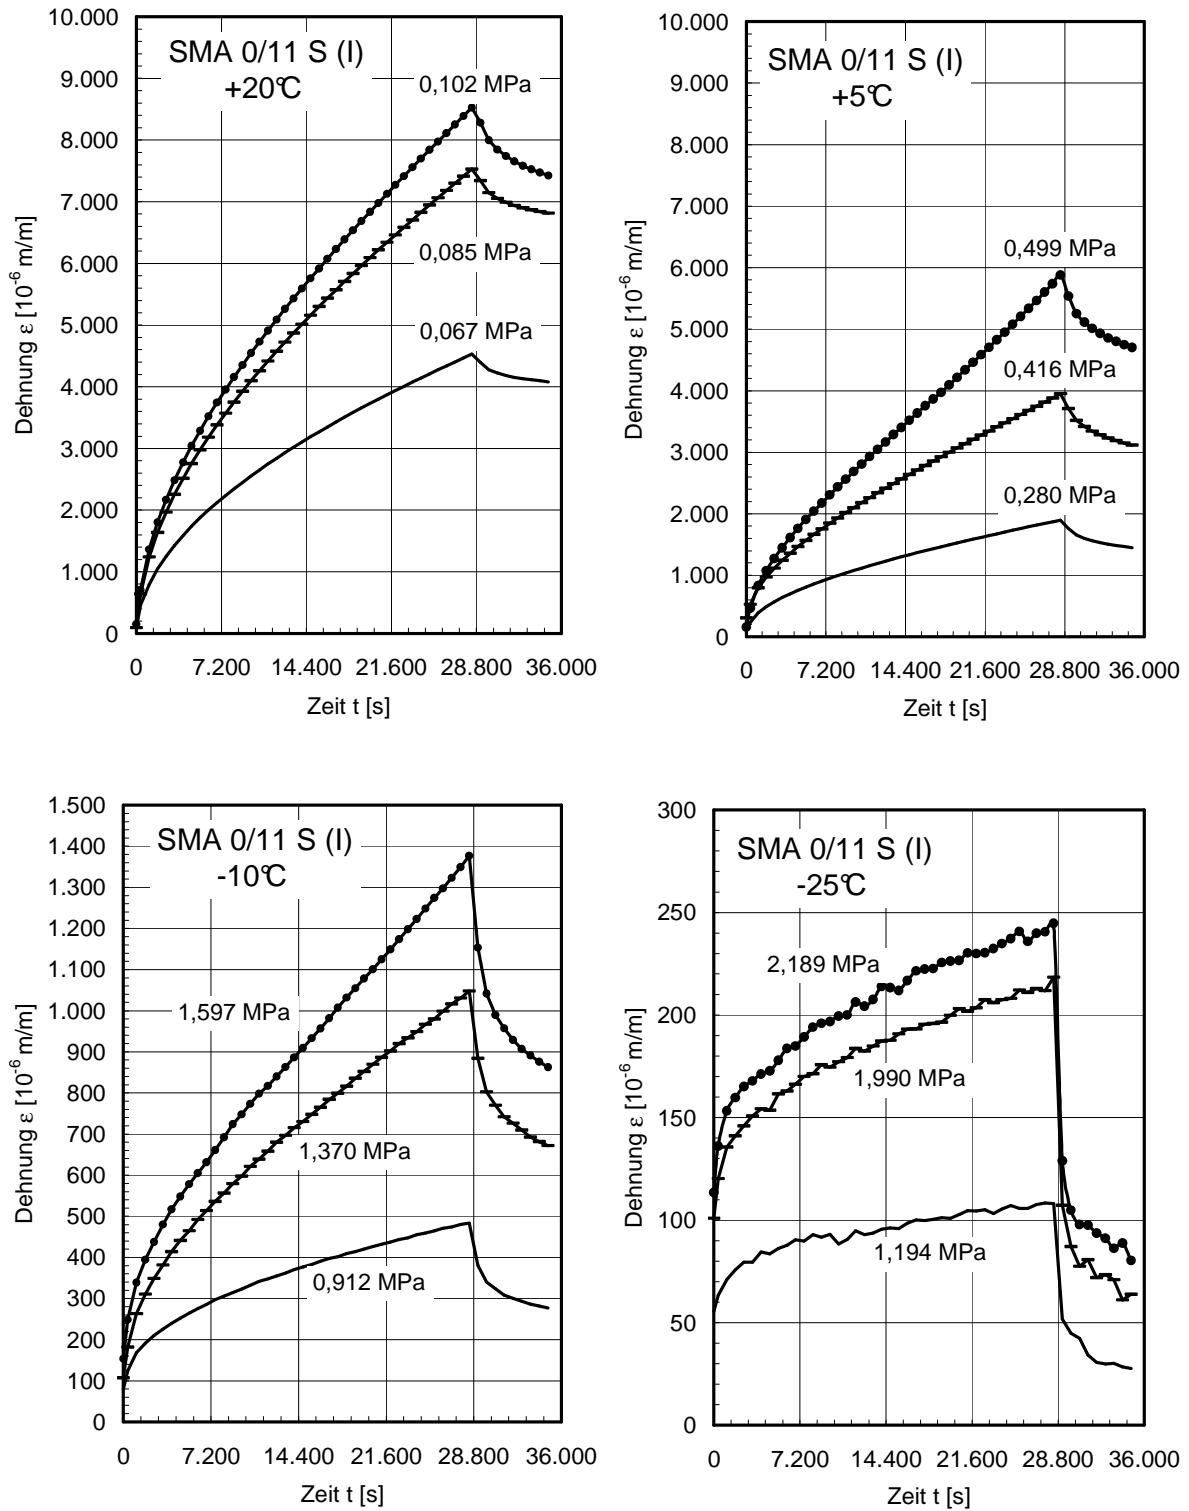 10.000
9.000
8.000
7.000
6.000
5.000
4.000
3.000
2.000
1.000
0
Dehnung ε [10-6 m/m]
SMA 0/11 S (I)
+20°C
0,102 MPa
0,085 MPa
0,067 MPa
0 7.200 14.400 21.600 28.800 36.000
Zeit t [s]
10.000
9.000
8.000
7.000
6.000
5.000
4.000
3.000
2.000
1.000
0
Dehnung ε [10-6 m/m]
SMA 0/11 S (I)
+5°C
0,499 MPa
0,416 MPa
0,280 MPa
0 7.200 14.400 21.600 28.800 36.000
Zeit t [s]
1.500
1.400
1.300
1.200
1.100
1.000
900
800
700
600
500
400
300
200
100
0
Dehnung ε [10-6 m/m]
SMA 0/11 S (I)
-10°C
1,597 MPa
1,370 MPa
0,912 MPa
0 7.200 14.400 21.600 28.800 36.000
Zeit t [s]
300
250
200
150
100
50
0
Dehnung ε [10-6 m/m]
SMA 0/11 S (I)
-25°C
2,189 MPa
1,990 MPa
1,194 MPa
0 7.200 14.400 21.600 28.800 36.000
Zeit t [s]